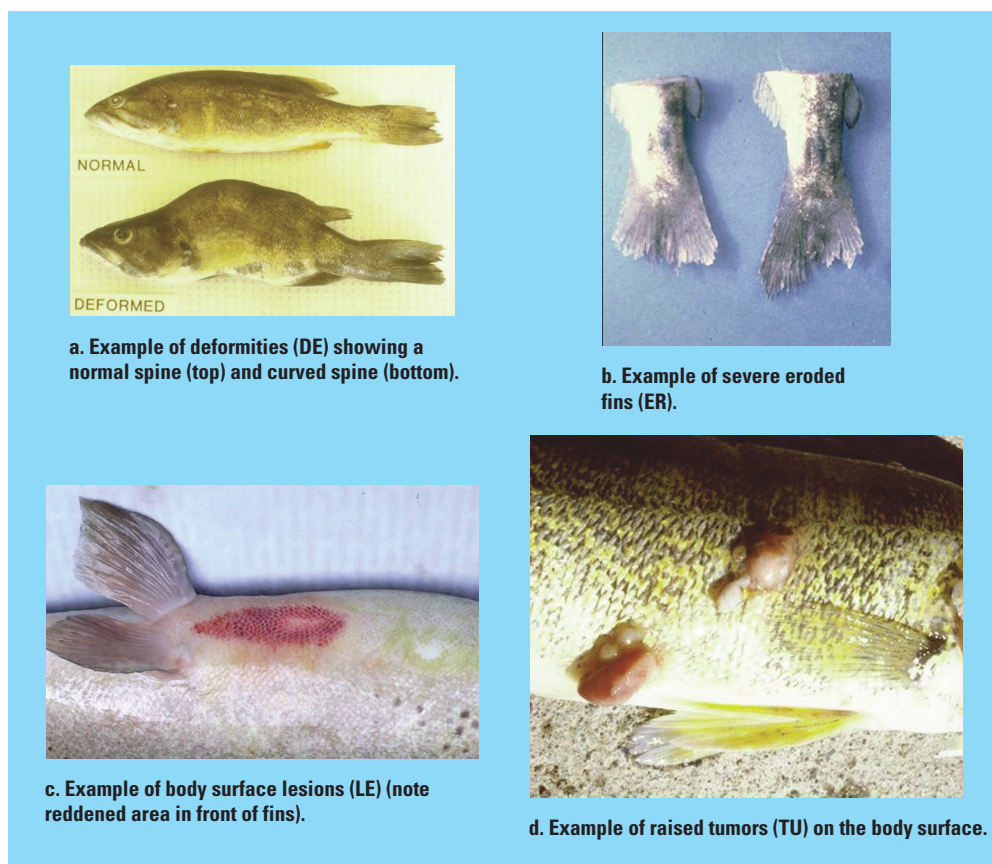 NORMAL
DEFORMED
a. Example of deformities (DE) showing a
normal spine (top) and curved spine (bottom).
b. Example of severe eroded
fins (ER).
c. Example of body surface lesions (LE) (note
reddened area in front of fins).
d. Example of raised tumors (TU) on the body surface.